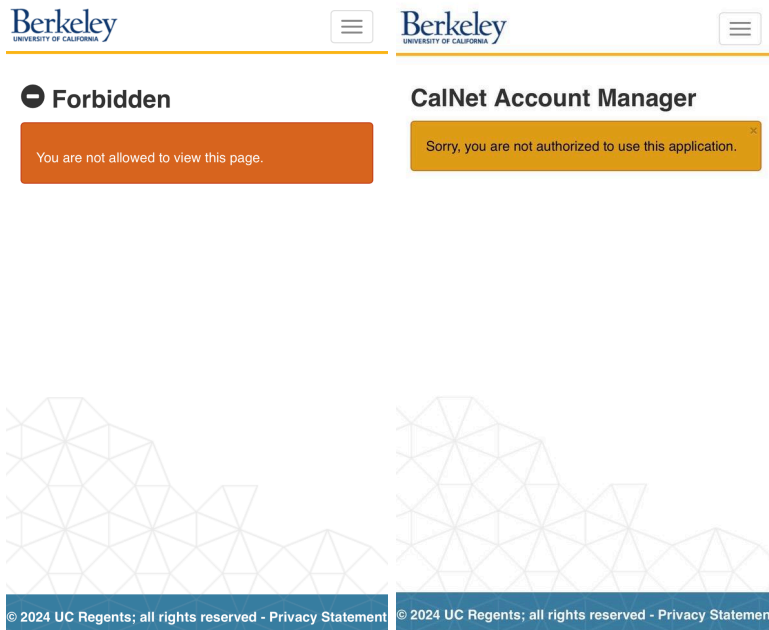 Berkeley
UNIVERSITY OF CALIFORNIA
Forbidden
You are not allowed to view this page.
© 2024 UC Regents; all rights reserved - Privacy Statement
Berkeley
UNIVERSITY OF CALIFORNIA
CalNet Account Manager
×
Sorry, you are not authorized to use this application.
© 2024 UC Regents; all rights reserved - Privacy Statemen